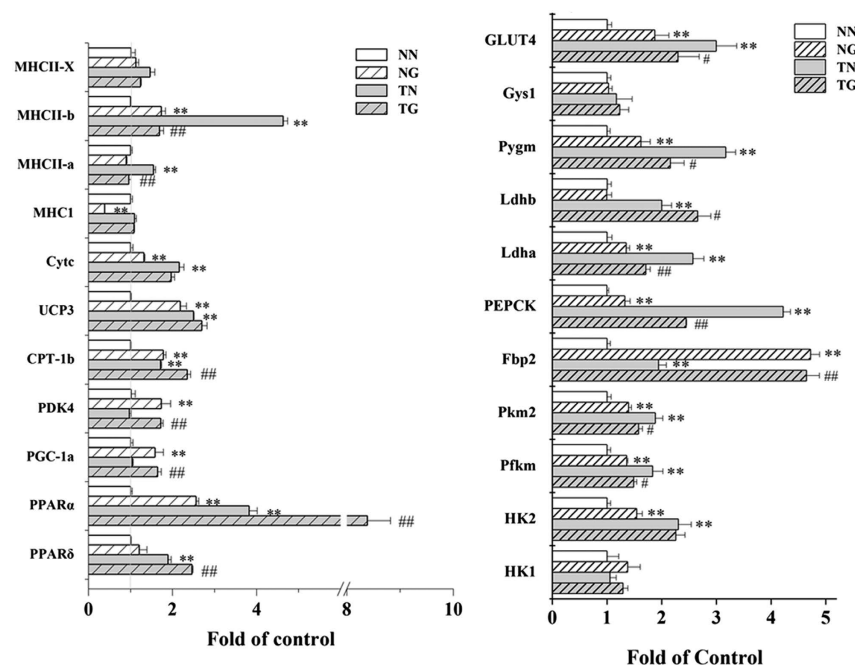 MHCII-X
MHCII-b
**
**
##
MHCII-a
**
##
MHC1
**
Cytc
**
**
UCP3
**
**
CPT-1b
**
**
##
PDK4
**
##
PGC-1a
**
##
PPARα
**
**
##
PPARδ
**
##
NN
NG
TN
TG
0 2 4 6 8 10
Fold of control
GLUT4
**
**
#
Gys1
Pygm
**
**
#
Ldhb
**
#
Ldha
**
**
##
PEPCK
**
**
##
Fbp2
**
**
##
Pkm2
**
**
#
Pfkm
**
**
#
HK2
**
**
HK1
NN
NG
TN
TG
0 1 2 3 4 5
Fold of Control